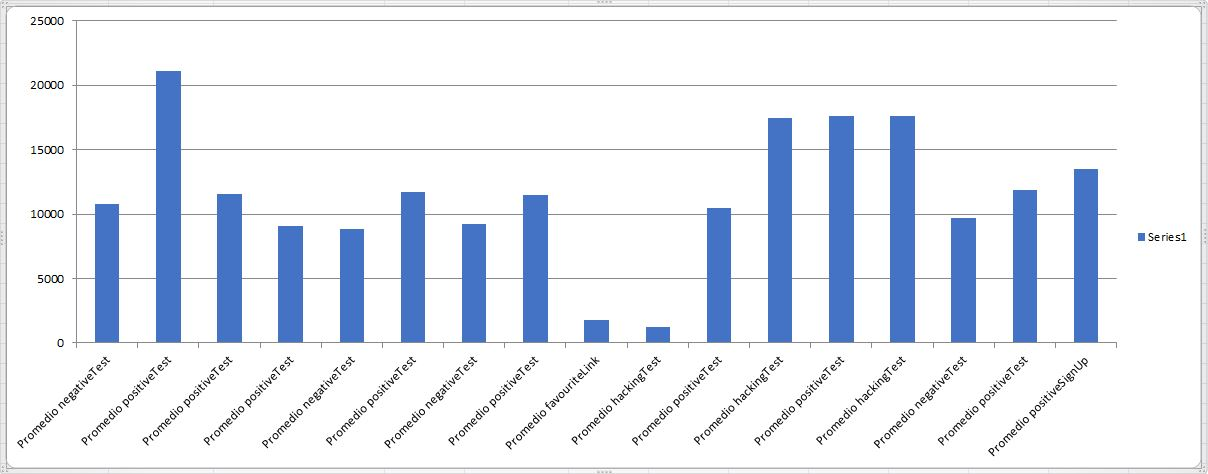 25000
20000
15000
10000
5000
0
Promedio negativeTest
Promedio positiveTest
Promedio positiveTest
Promedio positiveTest
Promedio negativeTest
Promedio positiveTest
Promedio negativeTest
Promedio positiveTest
Promedio favouriteLink
Promedio hackingTest
Promedio positiveTest
Promedio hackingTest
Promedio positiveTest
Promedio hackingTest
Promedio negativeTest
Promedio positiveTest
Promedio positiveSignUp
Series1